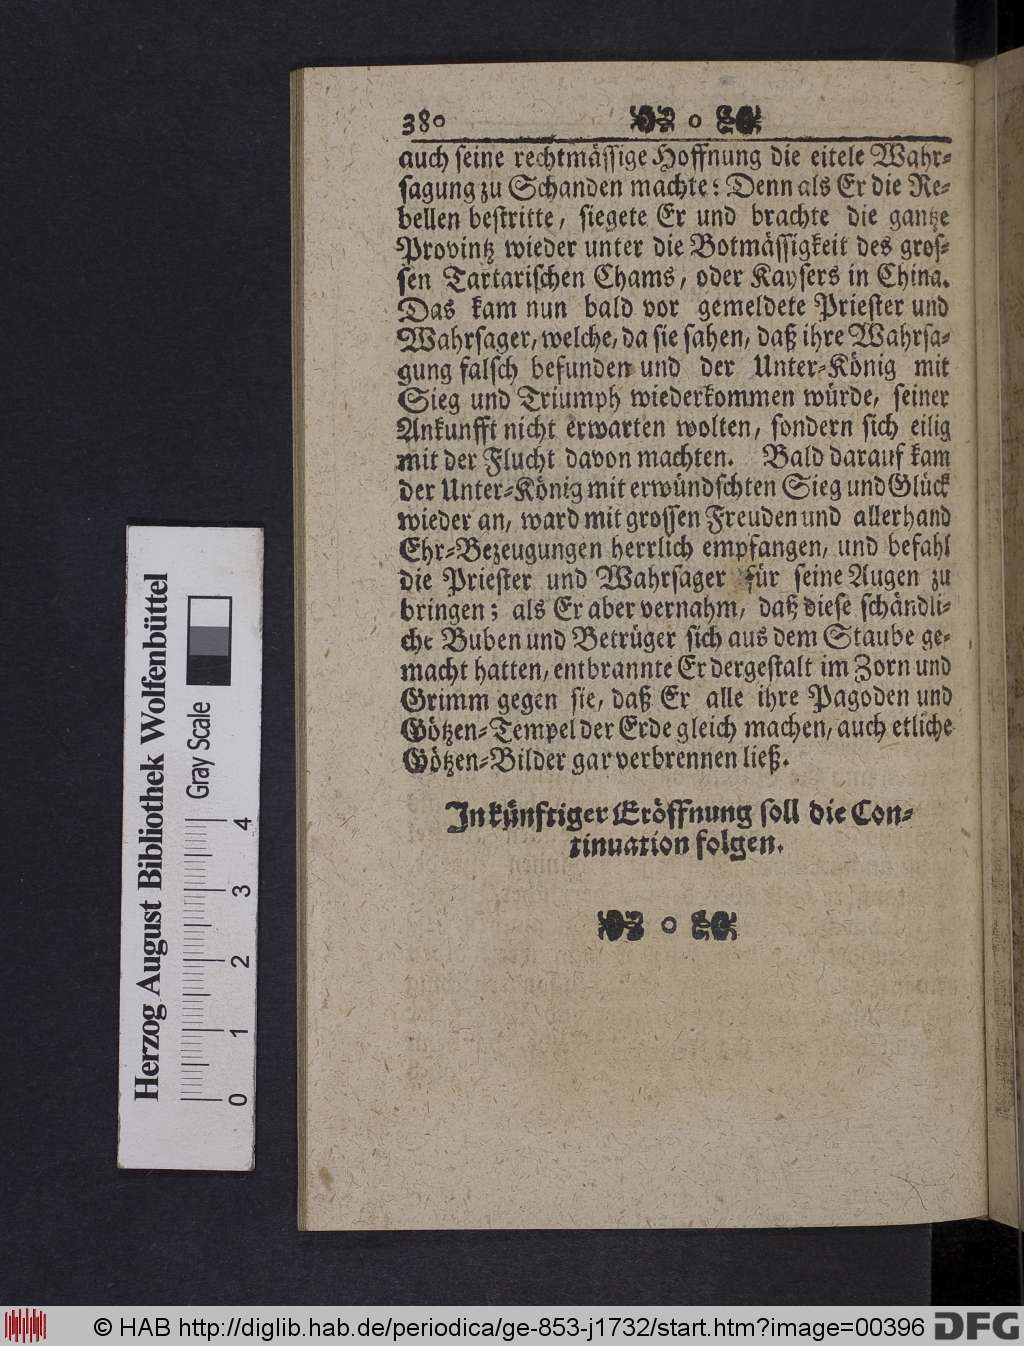 380
auch seine rechtmässige Hoffnung die eitele Wahr-
sagung zu Schanden machte: Denn als Er die Re-
bellen bestritte, siegete Er und brachte die gantze
Provintz wieder unter die Botmässigkeit des gros-
sen Tartarischen Chams, oder Kaysers in China.
Das kam nun bald vor gemeldete Priester und
Wahrsager, welche, da sie sahen, daß ihre Wahrsa-
gung falsch befunden und der Unter-König mit
Sieg und Triumph wiederkommen würde, seiner
Ankunfft nicht erwarten wolten, sondern sich eilig
mit der Flucht davon machten. Bald darauf kam
der Unter-König mit erwündschten Sieg und Glück
wieder an, ward mit grossen Freuden und allerhand
Ehr-Bezeugungen herrlich empfangen, und befahl
die Priester und Wahrsager für seine Augen zu
bringen; als Er aber vernahm, daß diese schändli-
che Buben und Betrüger sich aus dem Staube ge-
macht hatten, entbrannte Er dergestalt im Zorn und
Grimm gegen sie, daß Er alle ihre Pagoden und
Götzen-Tempel der Erde gleich machen, auch etliche
Götzen-Bilder gar verbrennen ließ.
In künftiger Eröffnung soll die Con-
tinuation folgen.
Herzog August Bibliothek Wolfenbüttel
Gray Scale
0 1 2 3 4
© HAB http://diglib.hab.de/periodica/ge-853-j1732/start.htm?image=00396
DFG